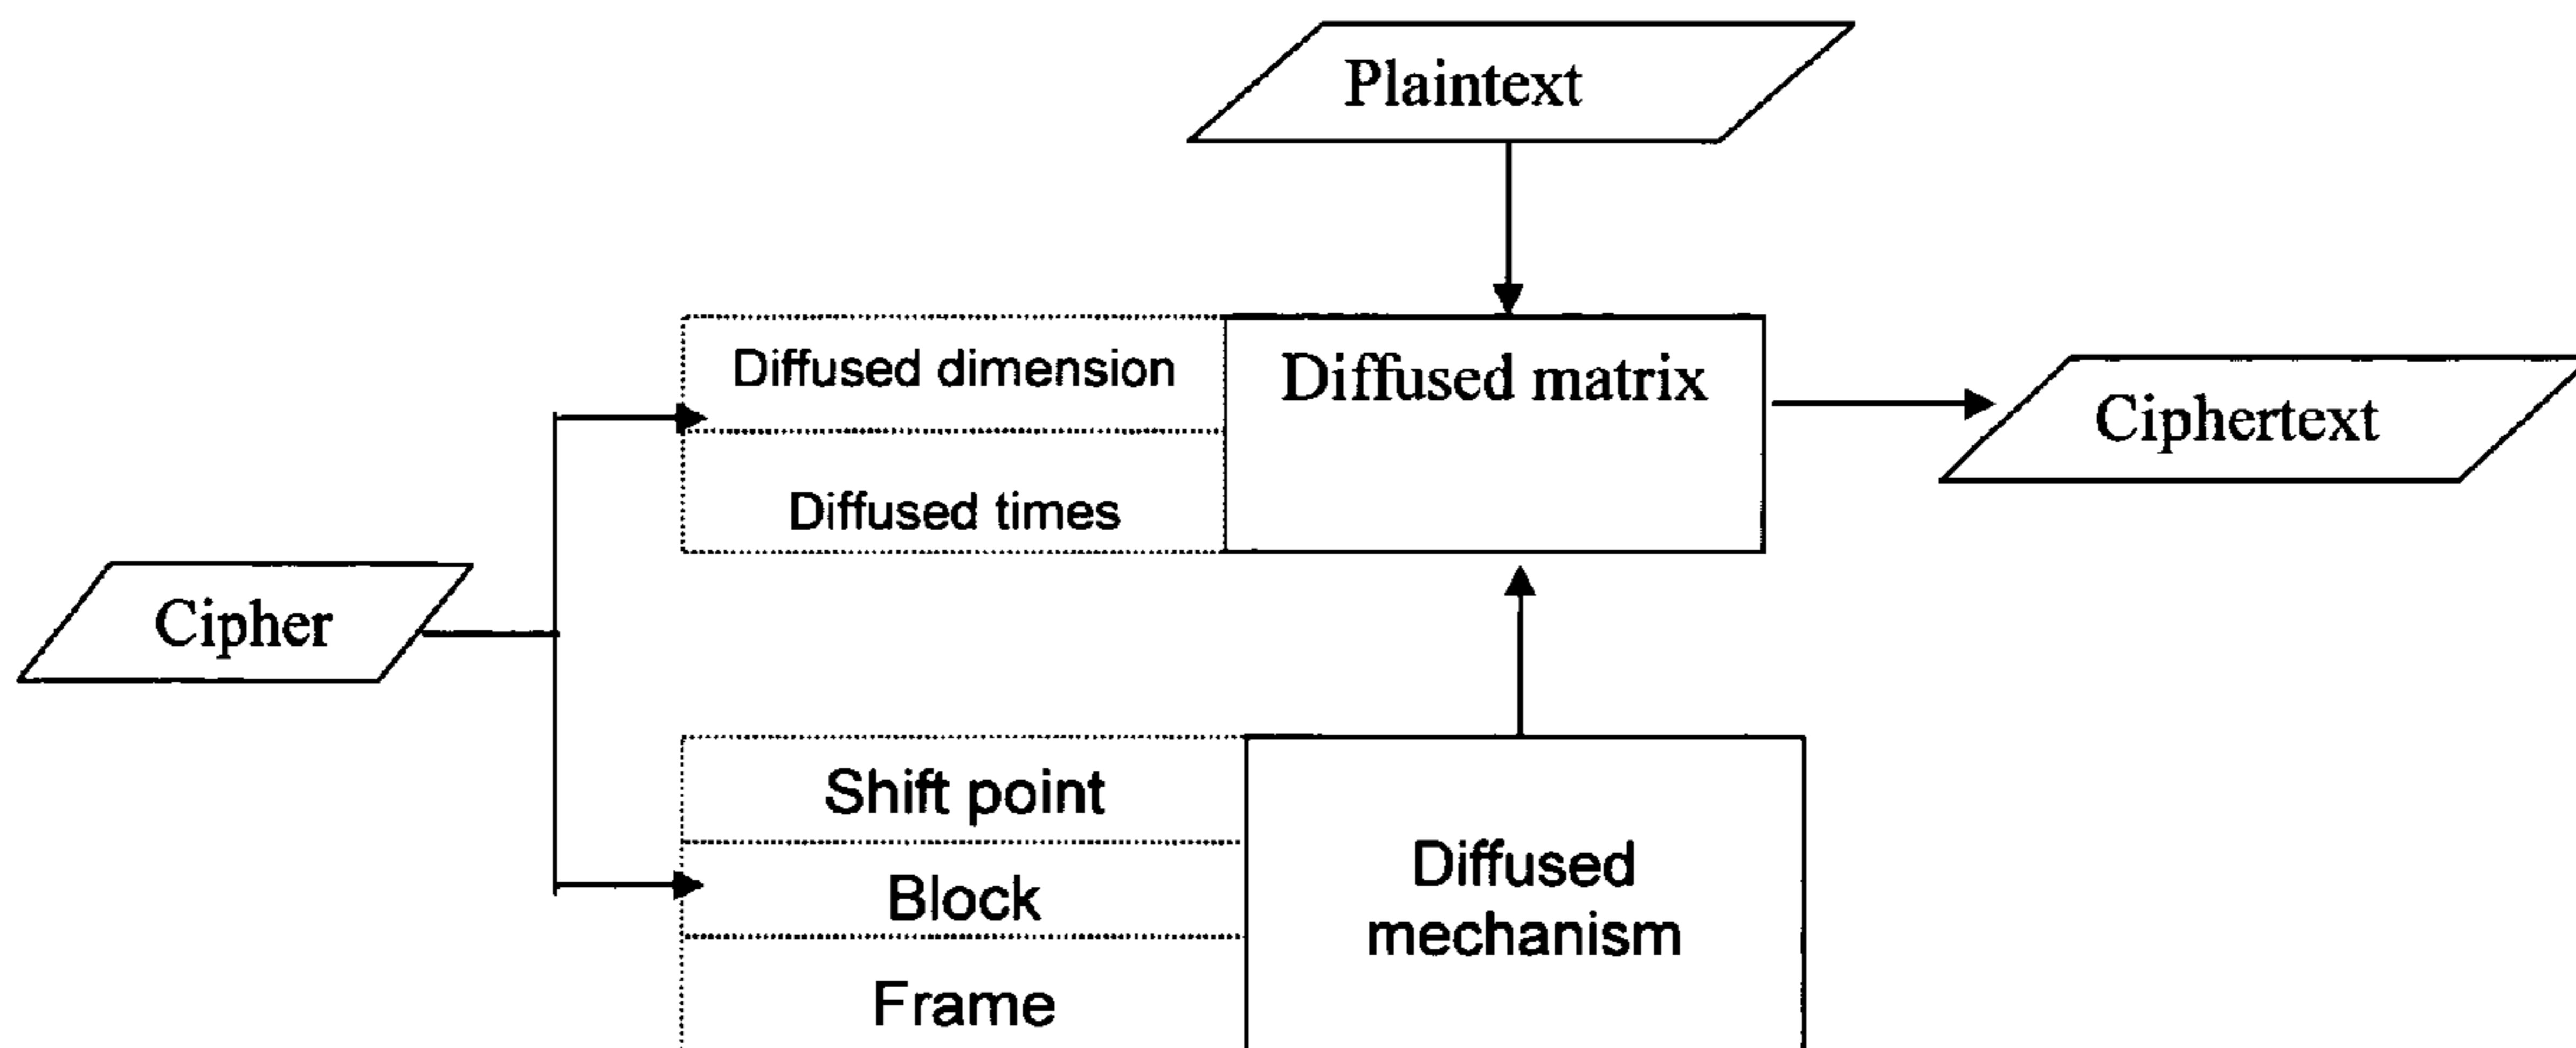 Plaintext
Diffused dimension
Diffused matrix
Diffused times
Ciphertext
Cipher
Shift point
Block
Frame
Diffused
mechanism